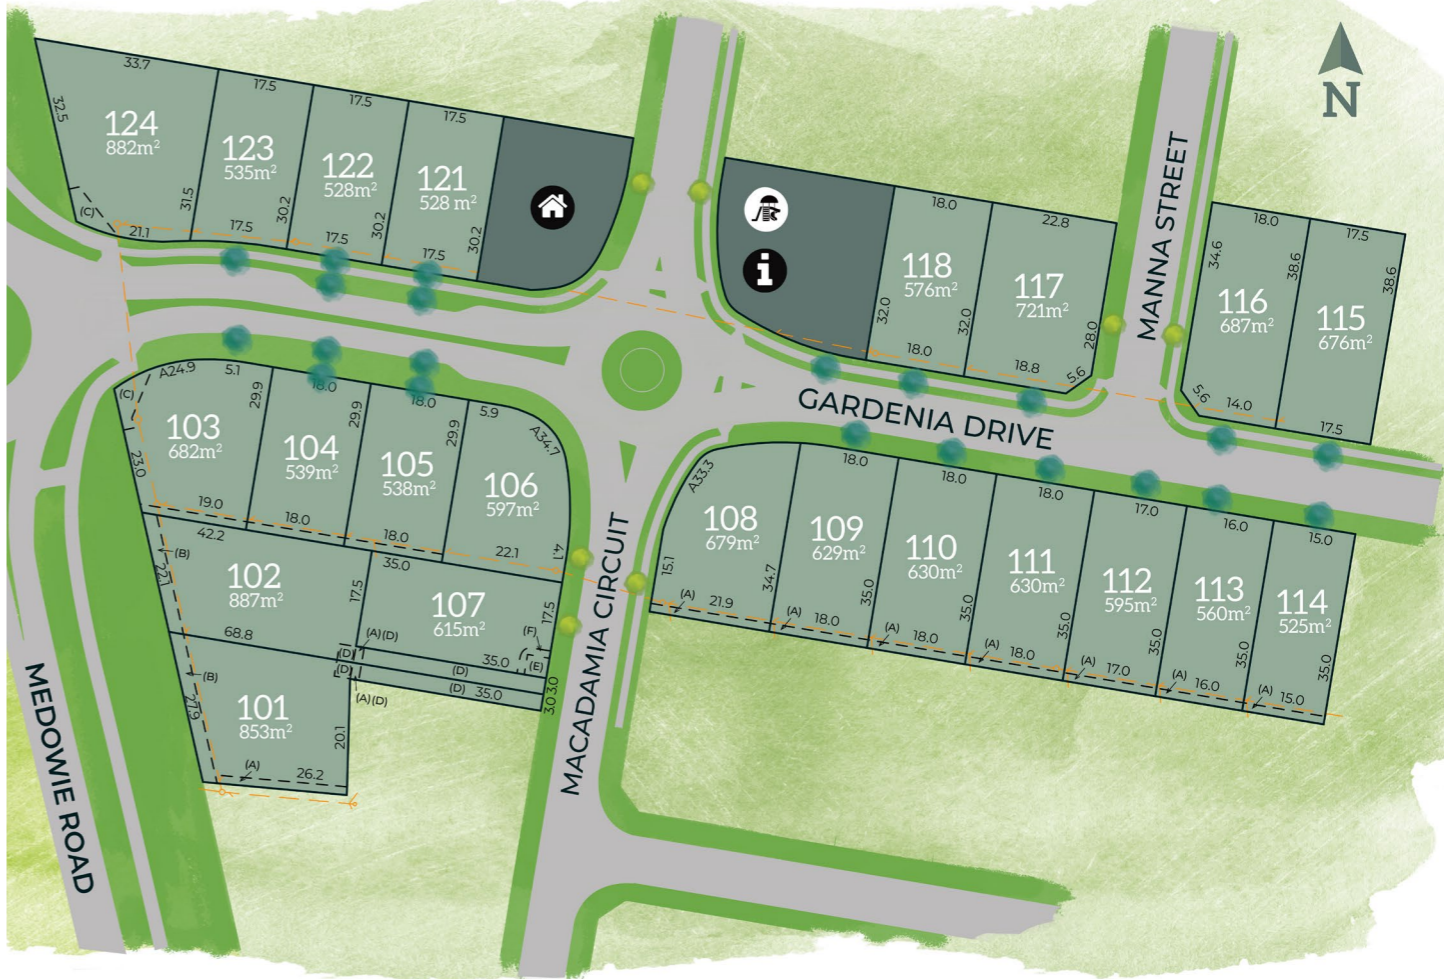 N
33.7
124
882m²
32.5
(C)
21.1
17.5
123
535m²
31.5
17.5
17.5
122
528m²
30.2
17.5
17.5
121
528 m²
30.2
17.5
30.2
i
18.0
118
576m²
32.0
18.0
22.8
117
721m²
32.0
18.8
28.0
5.6
MANNA STREET
18.0
34.6
116
687m²
38.6
5.6
14.0
17.5
115
676m²
38.6
17.5
GARDENIA DRIVE
A24.9
5.1
(C)
103
682m²
23.0
19.0
29.9
18.0
104
539m²
18.0
29.9
18.0
105
538m²
18.0
29.9
5.9
A34.7
106
597m²
22.1
4.1
42.2
(B)
22.1
102
887m²
68.8
35.0
17.5
107
615m²
17.5
(A)(D)
(F)
(E)
35.0
(D)
(D)
(D)
(D)
35.0
3.0
3.0
(A)(D)
(B)
27.9
101
853m²
20.1
(A)
26.2
A33.3
108
679m²
15.1
(A)
21.9
34.7
18.0
109
629m²
35.0
(A)
18.0
18.0
110
630m²
35.0
(A)
18.0
18.0
111
630m²
35.0
(A)
18.0
17.0
112
595m²
35.0
(A)
17.0
16.0
113
560m²
35.0
(A)
16.0
15.0
114
525m²
35.0
(A)
15.0
MACADAMIA CIRCUIT
MEDOWIE ROAD